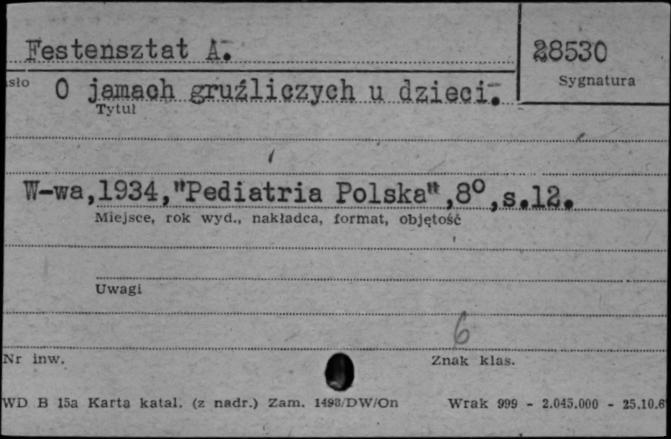 Festensztat A.
28530
Sygnatura
sło O jamach gruźliczych u dzieci.
Tytuł
W-wa,1934,"Pediatria Polska",8°,s.12.
Miejsce, rok wyd., nakładca, format, objętość
Uwagi
6
Nr inw.
Znak klas.
WD B 15a Karta katal. (z nadr.) Zam. 1498/DW/On
Wrak 999 - 2.045.000 - 25.10.6